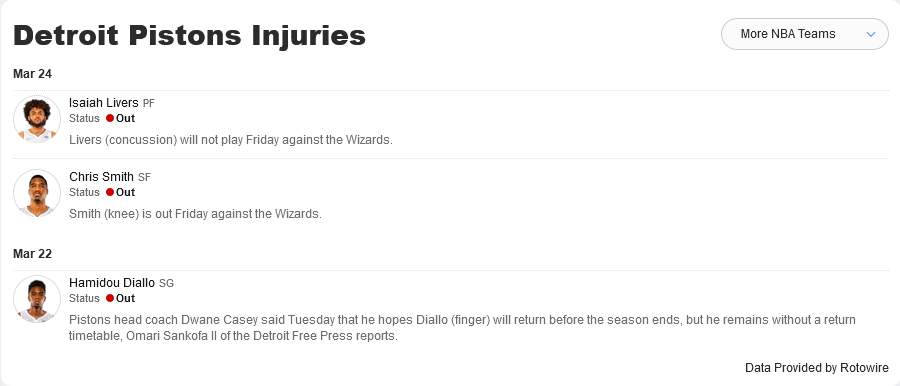 Detroit Pistons Injuries
More NBA Teams
Mar 24
Isaiah Livers PF
Status Out
Livers (concussion) will not play Friday against the Wizards.
Chris Smith SF
Status Out
Smith (knee) is out Friday against the Wizards.
Mar 22
Hamidou Diallo SG
Status Out
Pistons head coach Dwane Casey said Tuesday that he hopes Diallo (finger) will return before the season ends, but he remains without a return
timetable, Omari Sankofa II of the Detroit Free Press reports.
Data Provided by Rotowire